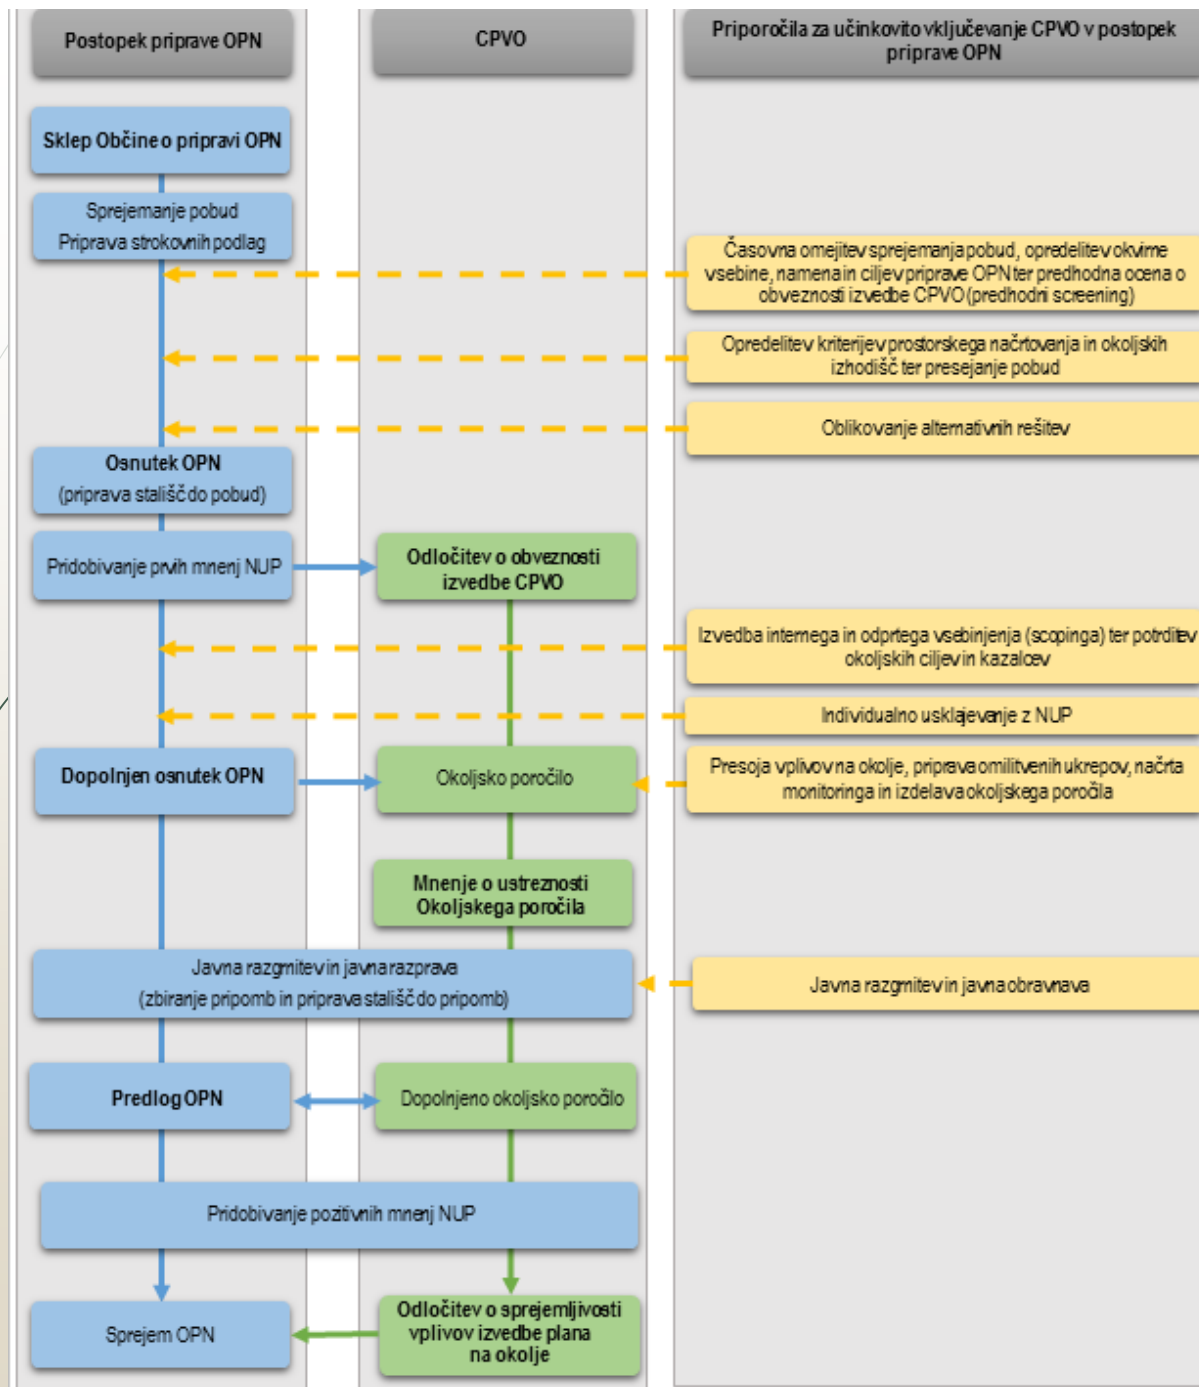 Postopek priprave OPN
CPVO
Priporočila za učinkovito vključevanje CPVO v postopek
priprave OPN
Sklep Občine o pripravi OPN
Sprejemanje pobud
Priprava strokovnih podlag
Časovna omejitev sprejemanja pobud, opredelitev okvirne
vsebine, namena in ciljev priprave OPN ter predhodna ocena o
obveznosti izvedbe CPVO (predhodni screening)
Opredelitev kriterijev prostorskega načrtovanja in okoljskih
izhodišč ter presejanje pobud
Oblikovanje alternativnih rešitev
Osnutek OPN
(priprava stališč do pobud)
Pridobivanje prvih mnenj NUP
Odločitev o obveznosti
izvedbe CPVO
Izvedba internega in odprtega vsebinjenja (scopinga) ter potrditev
okoljskih ciljev in kazalcev
Individualno usklajevanje z NUP
Dopolnjen osnutek OPN
Okoljsko poročilo
Presoja vplivov na okolje, priprava omilitvenih ukrepov, načrta
monitoringa in izdelava okoljskega poročila
Mnenje o ustreznosti
Okoljskega poročila
Javna razgrnitev in javna razprava
(zbiranje pripomb in priprava stališč do pripomb)
Javna razgrnitev in javna obravnava
Predlog OPN
Dopolnjeno okoljsko poročilo
Pridobivanje pozitivnih mnenj NUP
Sprejem OPN
Odločitev o sprejemljivosti
vplivov izvedbe plana
na okolje